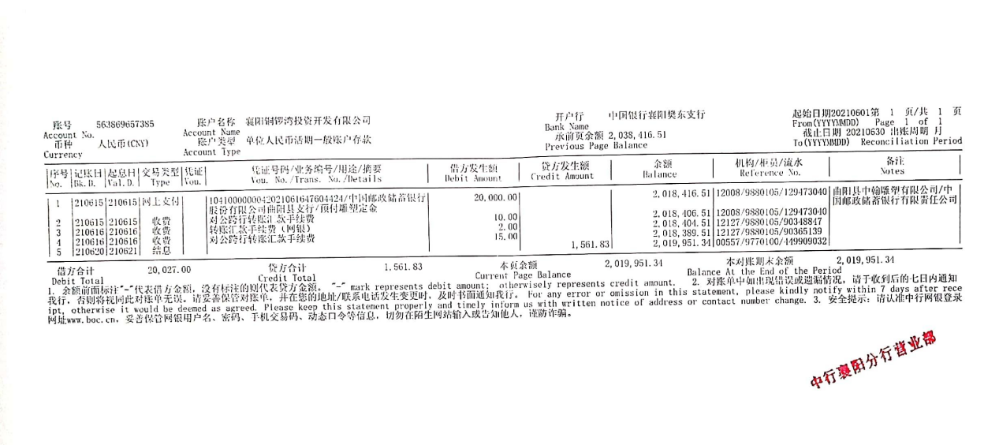 账号 563869657385 账户名称 襄阳铜锣湾投资开发有限公司 开户行 中国银行襄阳樊东支行 起始日期20210601第 1 页/共 1 页
Account No. Account Name Bank Name From(YYYYMMDD) Page 1 of 1
币种 人民币(CNY) 账户类型 单位人民币活期一般账户存款 承前页余额 2,038,416.51 截止日期 20210630 出账周期 月
Currency Account Type Previous Page Balance To(YYYYMMDD) Reconciliation Period
序号 记账日 起息日 交易类型 凭证 凭证号码/业务编号/用途/摘要 借方发生额 贷方发生额 余额 机构/柜员/流水 备注
No. Bk.D. Val.D. Type Vou. Vou. No./Trans. No./Details Debit Amount Credit Amount Balance Reference No. Notes
1 210615 210615 网上支付 1041000000042021061647604424/中国邮政储蓄银行 20,000.00 2,018,416.51 12008/9880105/129473040 曲阳县中翰雕塑有限公司/中
股份有限公司曲阳县支行/预付雕塑定金 国邮政储蓄银行有限责任公司
2 210615 210615 收费 对公跨行转账汇款手续费 10.00 2,018,406.51 12008/9880105/129473040
3 210616 210616 收费 转账汇款手续费(网银) 2.00 2,018,404.51 12127/9880105/90348847
4 210616 210616 收费 对公跨行转账汇款手续费 15.00 2,018,389.51 12127/9880105/90365139
5 210620 210621 结息 1,561.83 2,019,951.34 00557/9770100/449909032
借方合计 20,027.00 贷方合计 1,561.83 本页余额 2,019,951.34 本对账期末余额 2,019,951.34
Debit Total Credit Total Current Page Balance Balance At the End of the Period
1. 余额前面标注"-"代表借方金额,没有标注的则代表贷方金额。 "-" mark represents debit amount; otherwisely represents credit amount. 2. 对账单中如出现错误或遗漏情况,请于收到后的七日内通知
我行,否则将视同此对账单无误。请妥善保管对账单,并在您的地址/联系电话发生变更时,及时书面通知我行。 For any error or omission in this statement, please kindly notify within 7 days after rece
ipt, otherwise it would be deemed as agreed. Please keep this statement properly and timely inform us with written notice of address or contact number change. 3. 安全提示:请认准中行网银登录
网址www.boc.cn,妥善保管网银用户名、密码、手机交易码、动态口令等信息,切勿在陌生网站输入或告知他人,谨防诈骗。
中行襄阳分行营业部